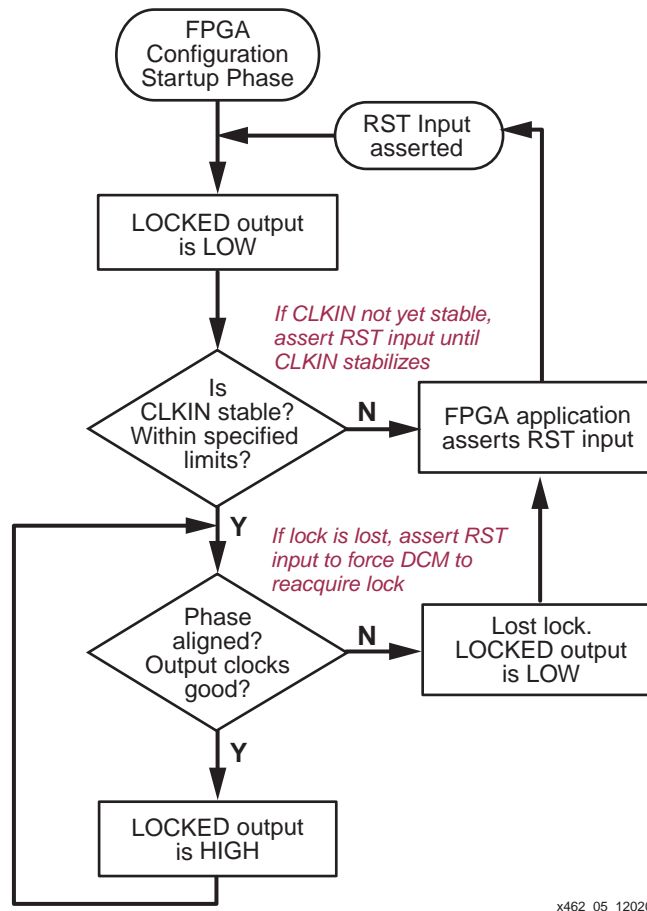 FPGA
Configuration
Startup Phase
RST Input
asserted
LOCKED output
is LOW
If CLKIN not yet stable,
assert RST input until
CLKIN stabilizes
Is
CLKIN stable?
Within specified
limits?
N
FPGA application
asserts RST input
Y
If lock is lost, assert RST
input to force DCM to
reacquire lock
Phase
aligned?
Output clocks
good?
N
Lost lock.
LOCKED output
is LOW
Y
LOCKED output
is HIGH
x462_05_12020